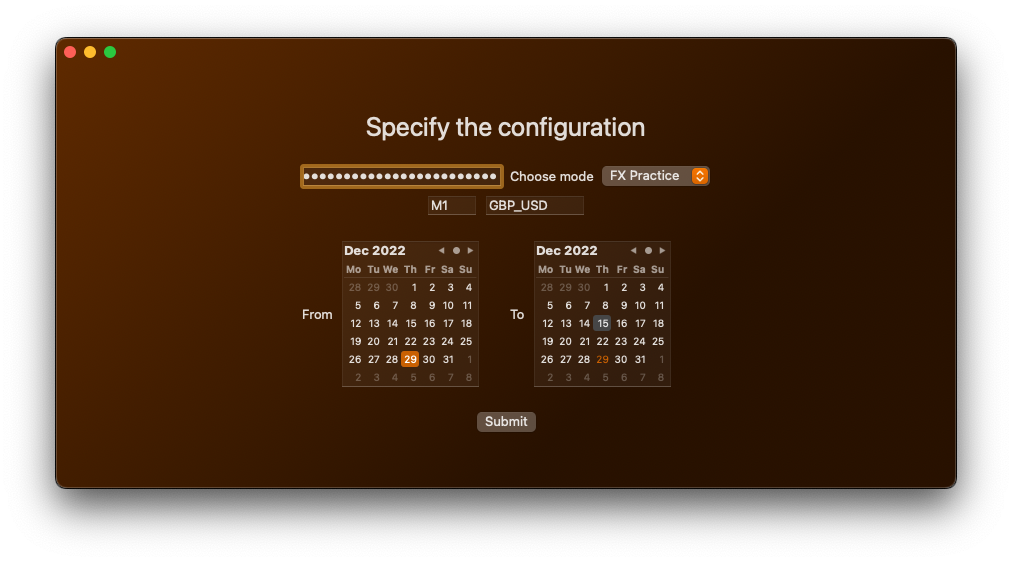 Specify the configuration
•••••••••••••••••••••••• Choose mode FX Practice
M1 GBP_USD
Dec 2022 Dec 2022
Mo Tu We Th Fr Sa Su Mo Tu We Th Fr Sa Su
28 29 30 1 2 3 4 28 29 30 1 2 3 4
5 6 7 8 9 10 11 5 6 7 8 9 10 11
From 12 13 14 15 16 17 18 To 12 13 14 15 16 17 18
19 20 21 22 23 24 25 19 20 21 22 23 24 25
26 27 28 29 30 31 1 26 27 28 29 30 31 1
2 3 4 5 6 7 8 2 3 4 5 6 7 8
Submit